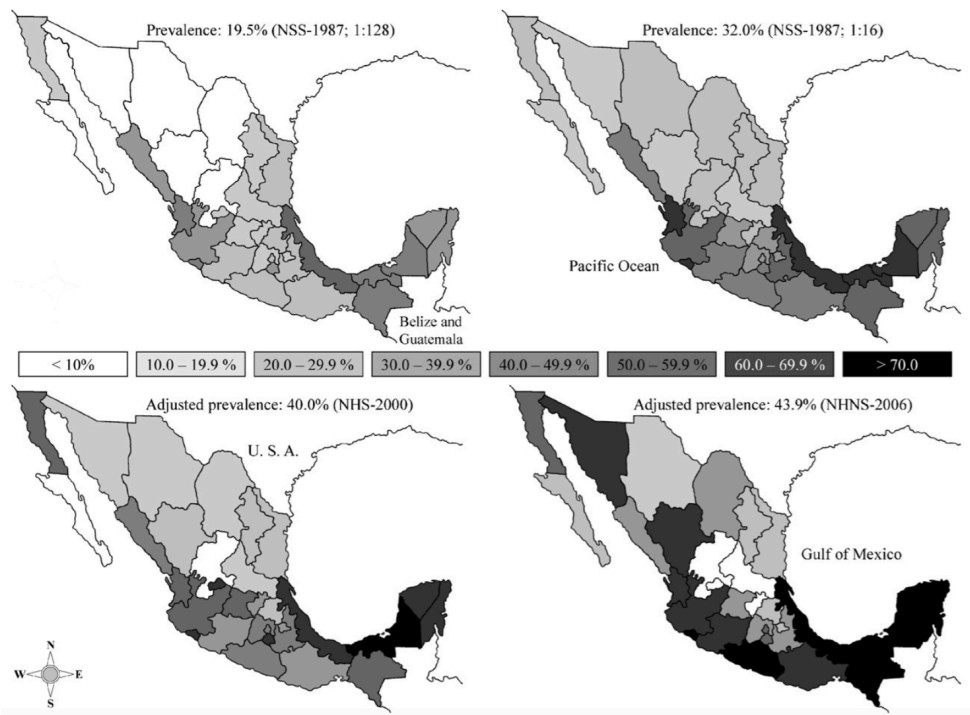 Prevalence: 19.5% (NSS-1987; 1:128)
Prevalence: 32.0% (NSS-1987; 1:16)
Pacific Ocean
Belize and
Guatemala
< 10%
10.0 – 19.9 %
20.0 – 29.9 %
30.0 – 39.9 %
40.0 – 49.9 %
50.0 – 59.9 %
60.0 – 69.9 %
> 70.0
Adjusted prevalence: 40.0% (NHS-2000)
Adjusted prevalence: 43.9% (NHNS-2006)
U. S. A.
Gulf of Mexico
N
W
E
S